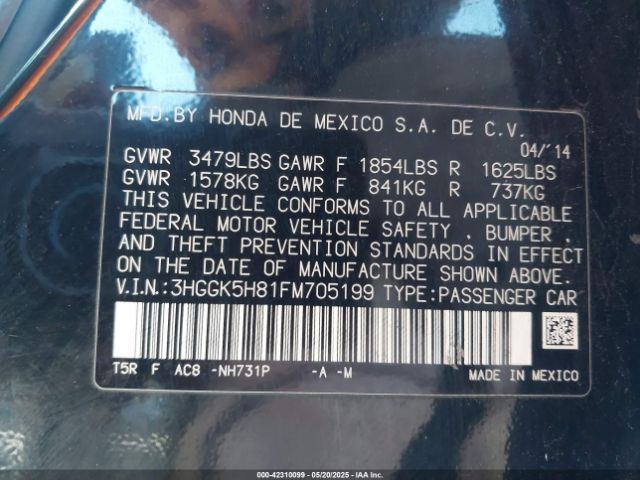 MFD.BY HONDA DE MEXICO S.A. DE C.V.
04/'14
GVWR 3479LBS GAWR F 1854LBS R 1625LBS
GVWR 1578KG GAWR F 841KG R 737KG
THIS VEHICLE CONFORMS TO ALL APPLICABLE
FEDERAL MOTOR VEHICLE SAFETY , BUMPER ,
AND THEFT PREVENTION STANDARDS IN EFFECT
ON THE DATE OF MANUFACTURE SHOWN ABOVE.
V.I.N.:3HGGK5H81FM705199 TYPE:PASSENGER CAR
T5R F AC8 -NH731P -A -M MADE IN MEXICO
000-42310099 - 05/20/2025 - IAAI.COM